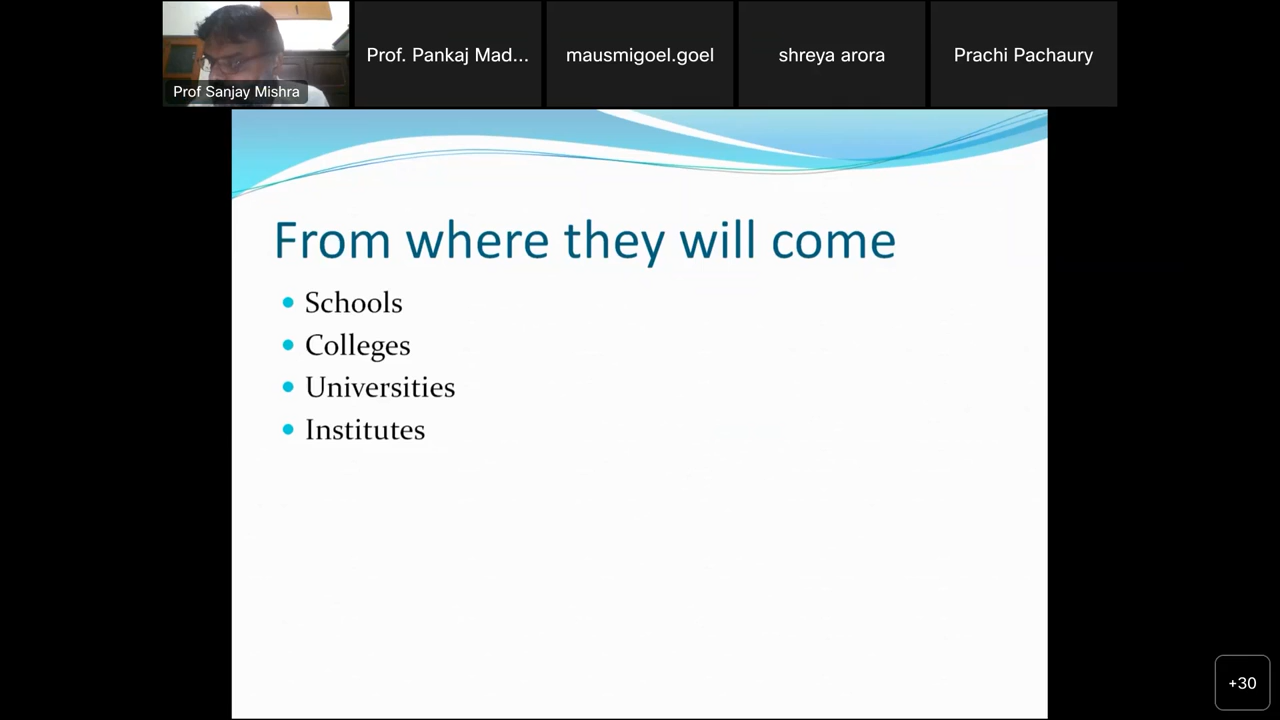 Prof Sanjay Mishra
Prof. Pankaj Mad...
mausmigoel.goel
shreya arora
Prachi Pachaury
From where they will come
• Schools
• Colleges
• Universities
• Institutes
+30